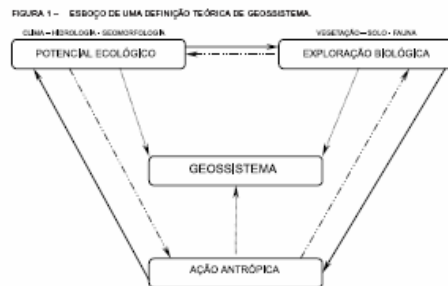 FIGURA 1 – ESBOÇO DE UMA DEFINIÇÃO TEÓRICA DE GEOSSISTEMA.
CLÍMA – HIDROLOGIA - GEOMORFOLOGIA
VEGETAÇÃO — SOLO - FAUNA
POTENCIAL ECOLÓGICO
EXPLORAÇÃO BIOLÓGICA
GEOSSISTEMA
AÇÃO ANTRÓPICA